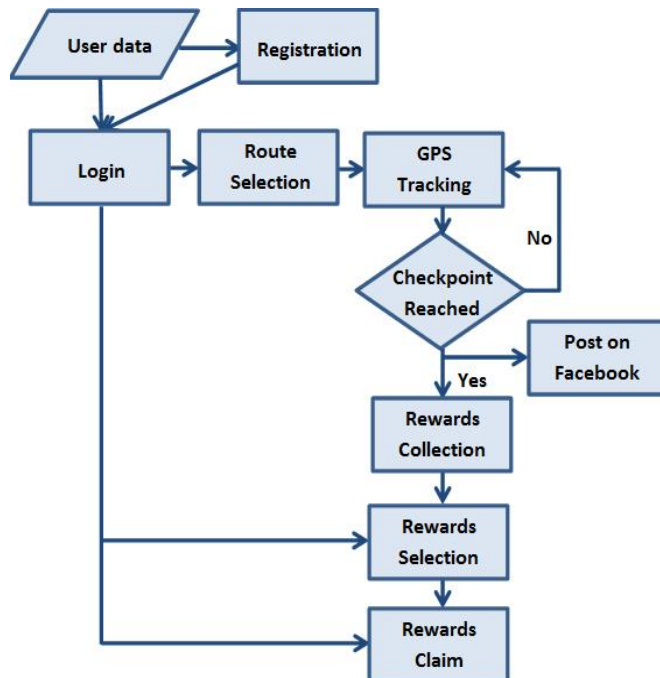 User data
Registration
Login
Route
Selection
GPS
Tracking
No
Checkpoint
Reached
Post on
Facebook
Yes
Rewards
Collection
Rewards
Selection
Rewards
Claim